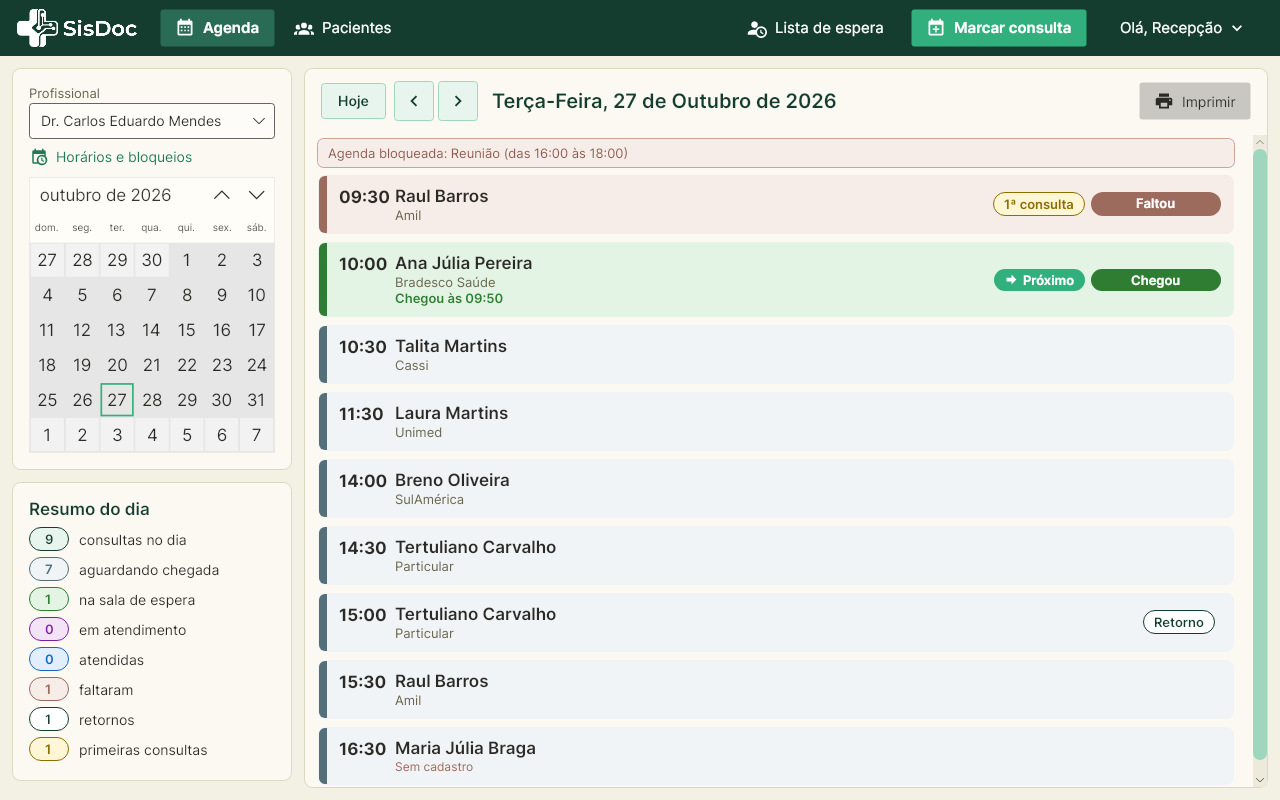 SisDoc
Agenda
Pacientes
Lista de espera
Marcar consulta
Olá, Recepção
Profissional
Dr. Carlos Eduardo Mendes
Horários e bloqueios
outubro de 2026
dom. seg. ter. qua. qui. sex. sáb.
27 28 29 30 1 2 3
4 5 6 7 8 9 10
11 12 13 14 15 16 17
18 19 20 21 22 23 24
25 26 27 28 29 30 31
1 2 3 4 5 6 7
Resumo do dia
9 consultas no dia
7 aguardando chegada
1 na sala de espera
0 em atendimento
0 atendidas
1 faltaram
1 retornos
1 primeiras consultas
Hoje
Terça-Feira, 27 de Outubro de 2026
Imprimir
Agenda bloqueada: Reunião (das 16:00 às 18:00)
09:30 Raul Barros
Amil
1ª consulta
Faltou
10:00 Ana Júlia Pereira
Bradesco Saúde
Chegou às 09:50
Próximo
Chegou
10:30 Talita Martins
Cassi
11:30 Laura Martins
Unimed
14:00 Breno Oliveira
SulAmérica
14:30 Tertuliano Carvalho
Particular
15:00 Tertuliano Carvalho
Particular
Retorno
15:30 Raul Barros
Amil
16:30 Maria Júlia Braga
Sem cadastro